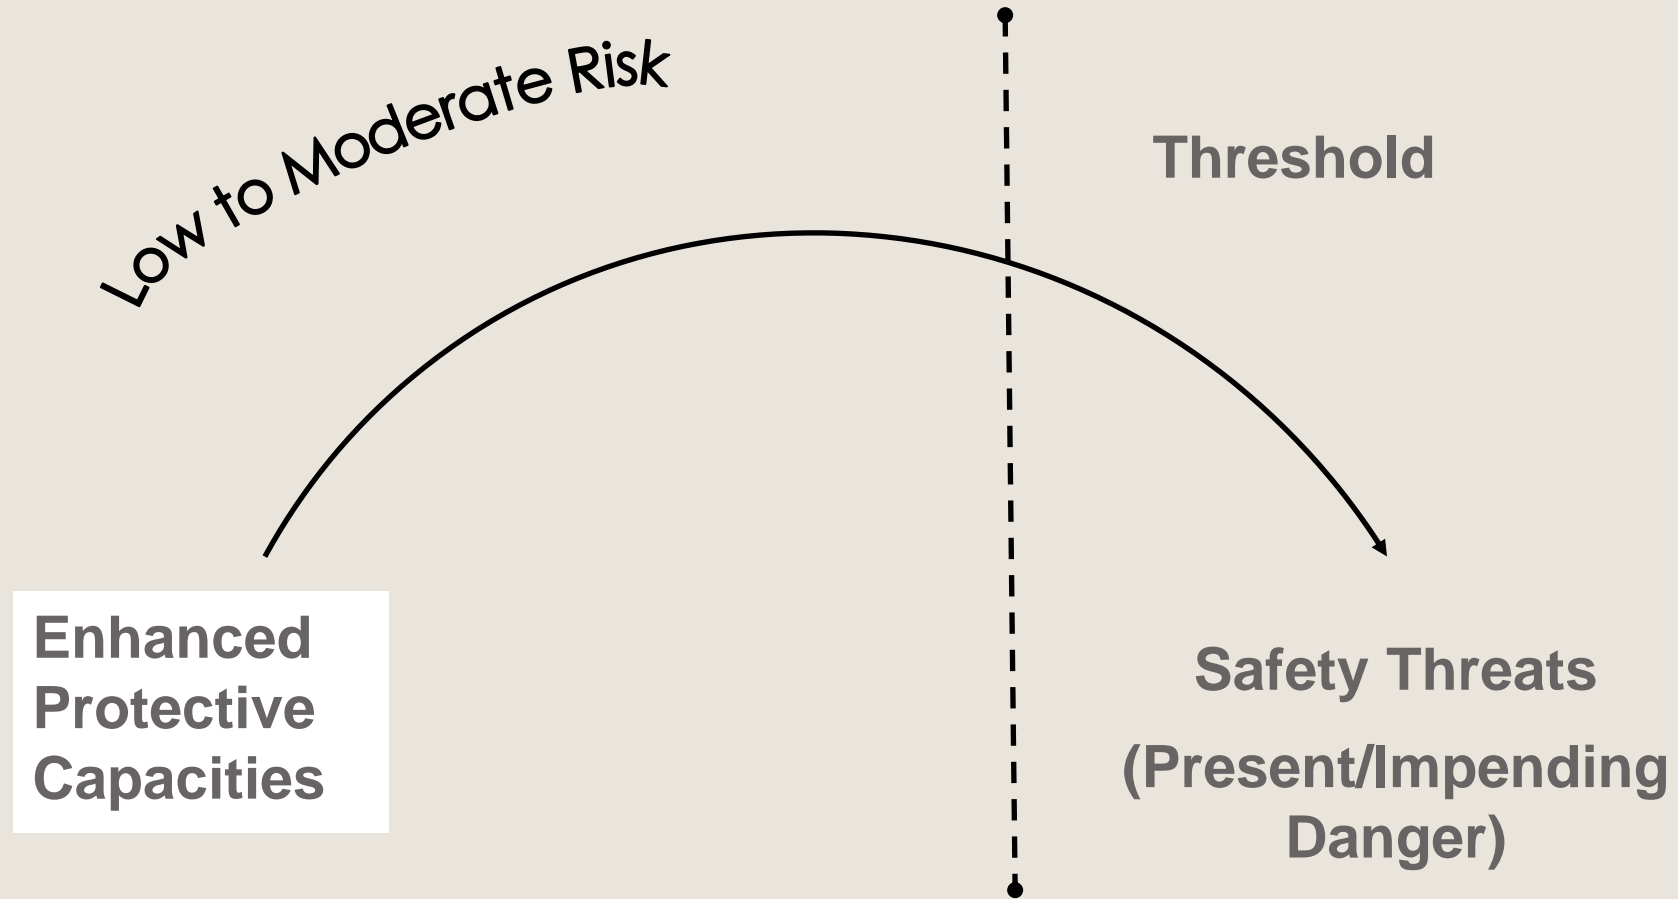 Low to Moderate Risk
Threshold
Enhanced
Protective
Capacities
Safety Threats
(Present/Impending
Danger)